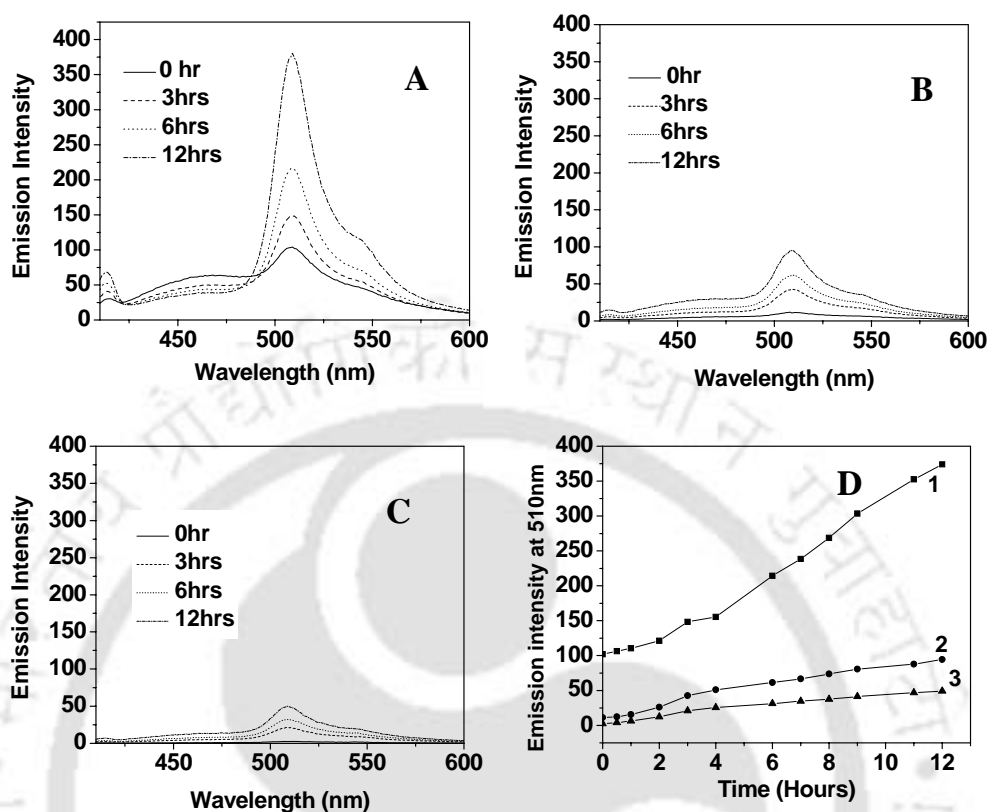 A
Emission Intensity
400
350
300
250
200
150
100
50
0
0 hr
3hrs
6hrs
12hrs
450 500 550 600
Wavelength (nm)
B
Emission Intensity
400
350
300
250
200
150
100
50
0
0hr
3hrs
6hrs
12hrs
450 500 550 600
Wavelength (nm)
C
Emission Intensity
400
350
300
250
200
150
100
50
0
0hr
3hrs
6hrs
12hrs
450 500 550 600
Wavelength (nm)
D
Emission intensity at 510nm
400
350
300
250
200
150
100
50
0
1
2
3
0 2 4 6 8 10 12
Time (Hours)